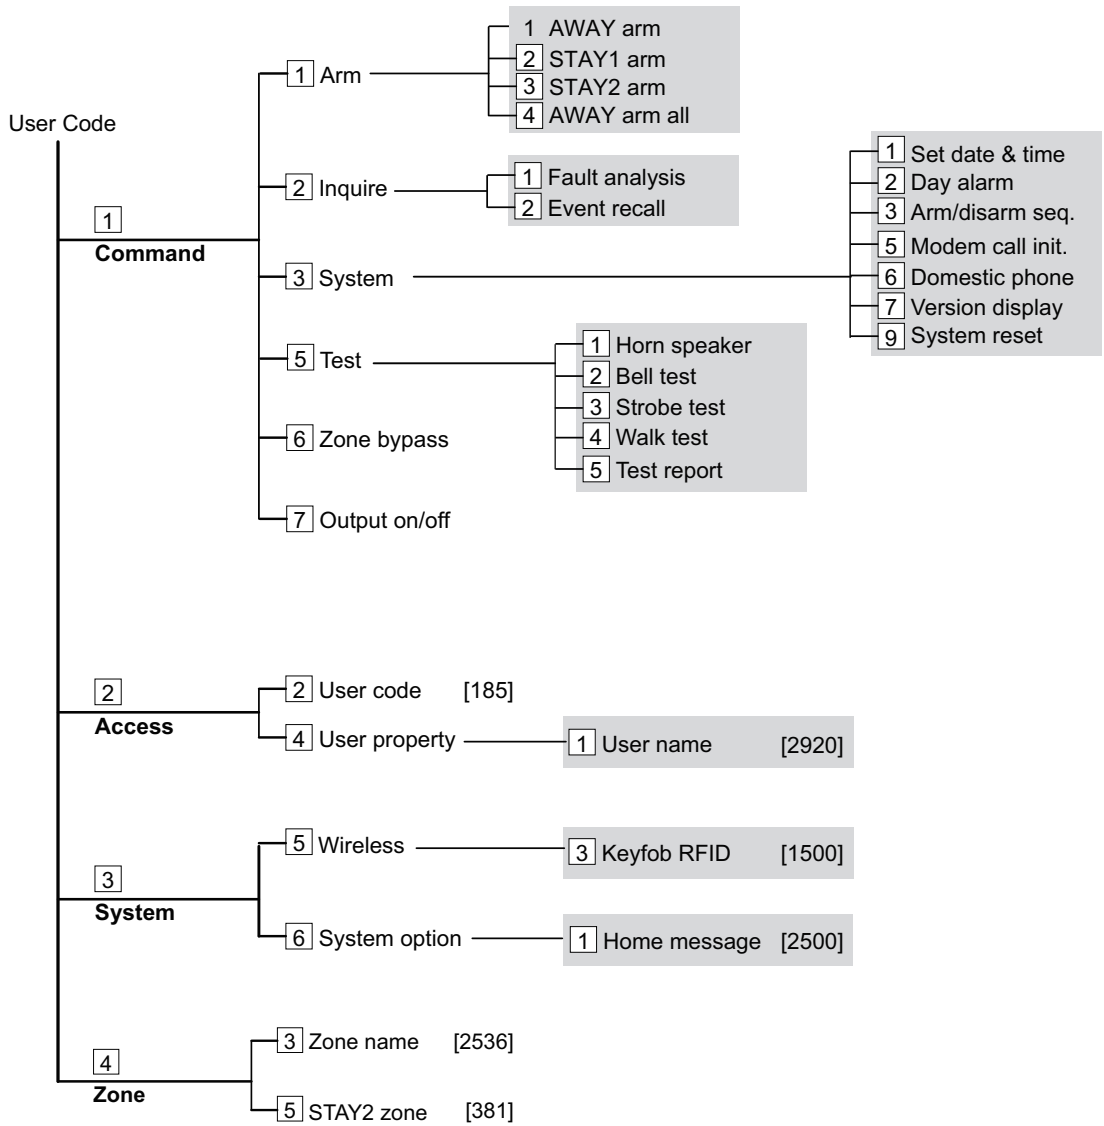 User Code
1
Command
1 Arm
1 AWAY arm
2 STAY1 arm
3 STAY2 arm
4 AWAY arm all
2 Inquire
1 Fault analysis
2 Event recall
3 System
1 Set date & time
2 Day alarm
3 Arm/disarm seq.
5 Modem call init.
6 Domestic phone
7 Version display
9 System reset
5 Test
1 Horn speaker
2 Bell test
3 Strobe test
4 Walk test
5 Test report
6 Zone bypass
7 Output on/off
2
Access
2 User code [185]
4 User property
1 User name [2920]
3
System
5 Wireless
3 Keyfob RFID [1500]
6 System option
1 Home message [2500]
4
Zone
3 Zone name [2536]
5 STAY2 zone [381]